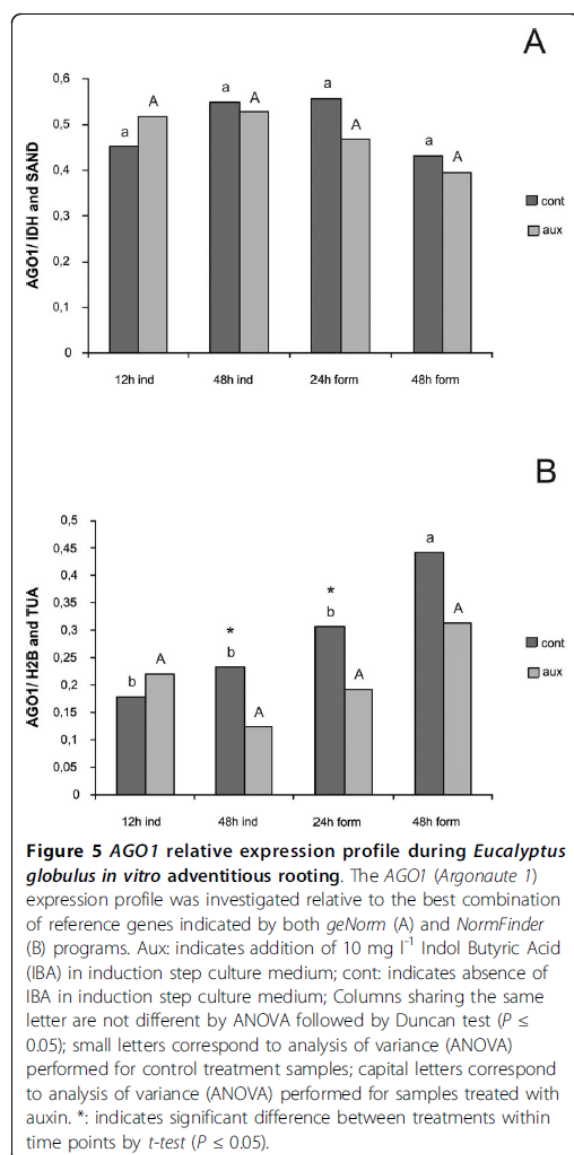 A
0,6
0,5
0,4
0,3
0,2
0,1
0
AGO1/ IDH and SAND
a
A
a
A
a
A
a
A
cont
aux
12h ind
48h ind
24h form
48h form
B
0,5
0,45
0,4
0,35
0,3
0,25
0,2
0,15
0,1
0,05
0
AGO1/ H2B and TUA
b
A
*
b
A
*
b
A
a
A
cont
aux
12h ind
48h ind
24h form
48h form
Figure 5 AGO1 relative expression profile during Eucalyptus
globulus in vitro adventitious rooting. The AGO1 (Argonaute 1)
expression profile was investigated relative to the best combination
of reference genes indicated by both geNorm (A) and NormFinder
(B) programs. Aux: indicates addition of 10 mg l⁻¹ Indol Butyric Acid
(IBA) in induction step culture medium; cont: indicates absence of
IBA in induction step culture medium; Columns sharing the same
letter are not different by ANOVA followed by Duncan test (P ≤
0.05); small letters correspond to analysis of variance (ANOVA)
performed for control treatment samples; capital letters correspond
to analysis of variance (ANOVA) performed for samples treated with
auxin. *: indicates significant difference between treatments within
time points by t-test (P ≤ 0.05).